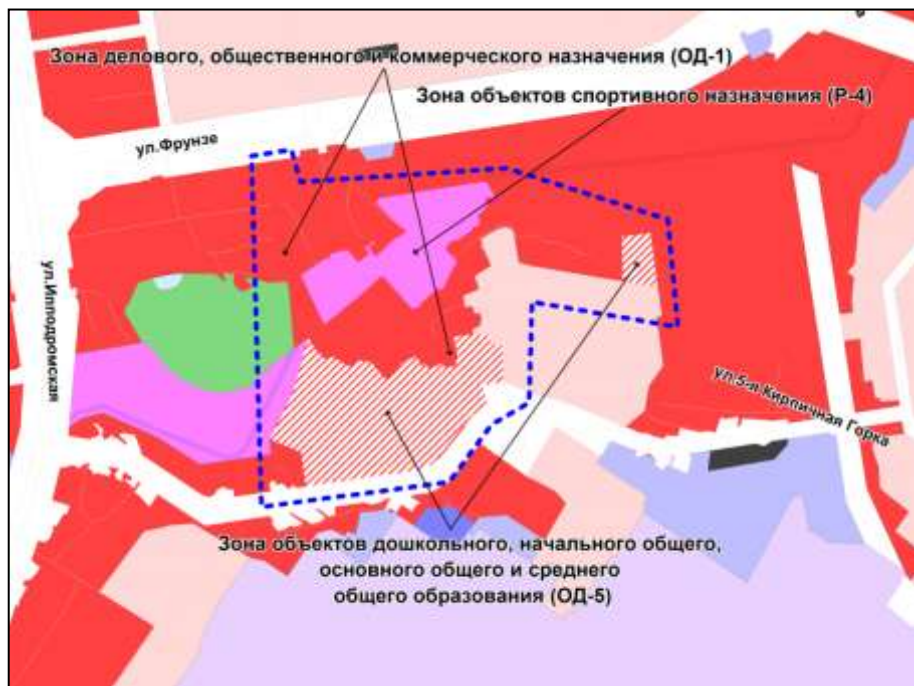 Зона делового, общественного и коммерческого назначения (ОД-1)
Зона объектов спортивного назначения (Р-4)
ул.Фрунзе
ул.Ипподромская
ул.5-я Кирпичная Горка
Зона объектов дошкольного, начального общего,
основного общего и среднего
общего образования (ОД-5)